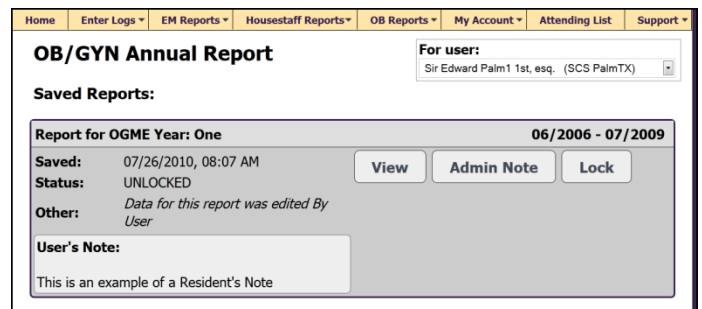 Home Enter Logs EM Reports Housestaff Reports OB Reports My Account Attending List Support
OB/GYN Annual Report
For user:
Sir Edward Palm1 1st, esq. (SCS PalmTX)
Saved Reports:
Report for OGME Year: One 06/2006 - 07/2009
Saved: 07/26/2010, 08:07 AM
View Admin Note Lock
Status: UNLOCKED
Other: Data for this report was edited By
User
User's Note:
This is an example of a Resident's Note